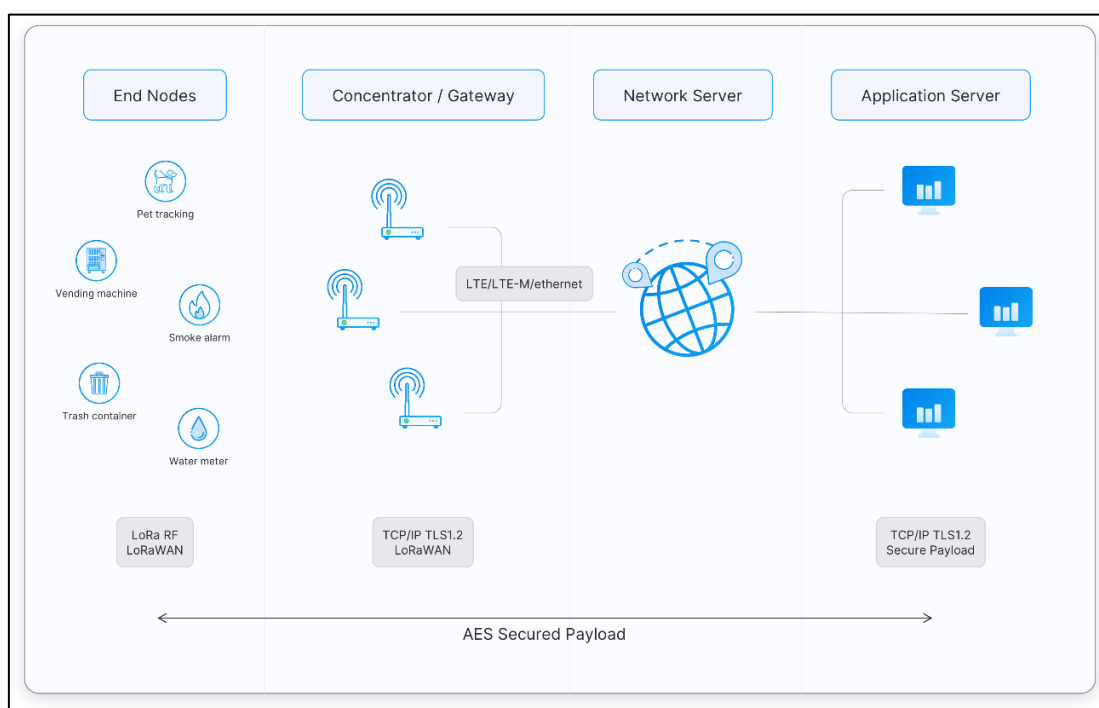 End Nodes
Concentrator / Gateway
Network Server
Application Server
Pet tracking
Vending machine
Smoke alarm
Trash container
Water meter
LTE/LTE-M/ethernet
LoRa RF
LoRaWAN
TCP/IP TLS1.2
LoRaWAN
TCP/IP TLS1.2
Secure Payload
AES Secured Payload